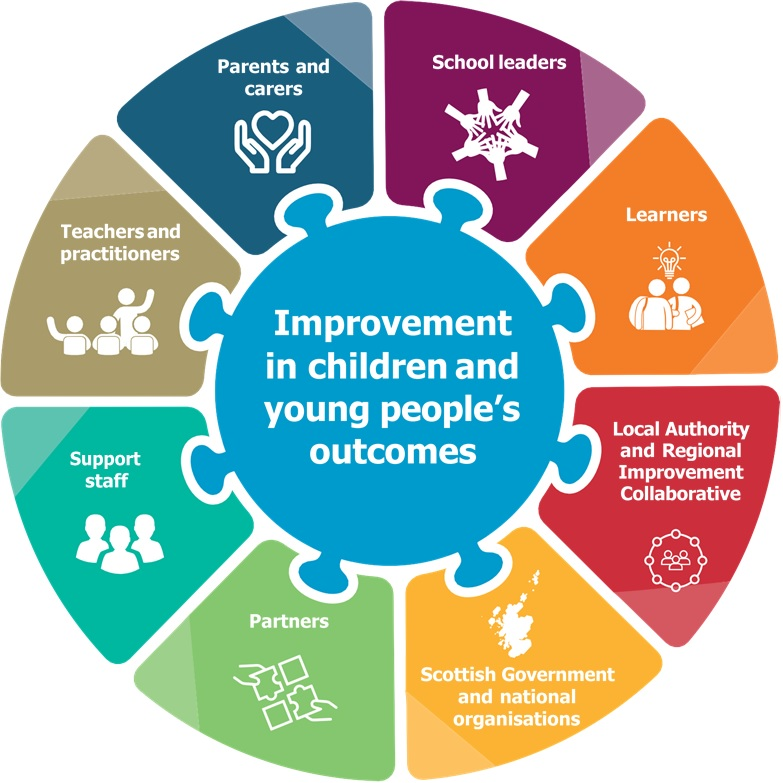 Parents and
carers
School leaders
Learners
Local Authority
and Regional
Improvement
Collaborative
Scottish Government
and national
organisations
Partners
Support
staff
Teachers and
practitioners
Improvement
in children and
young people's
outcomes